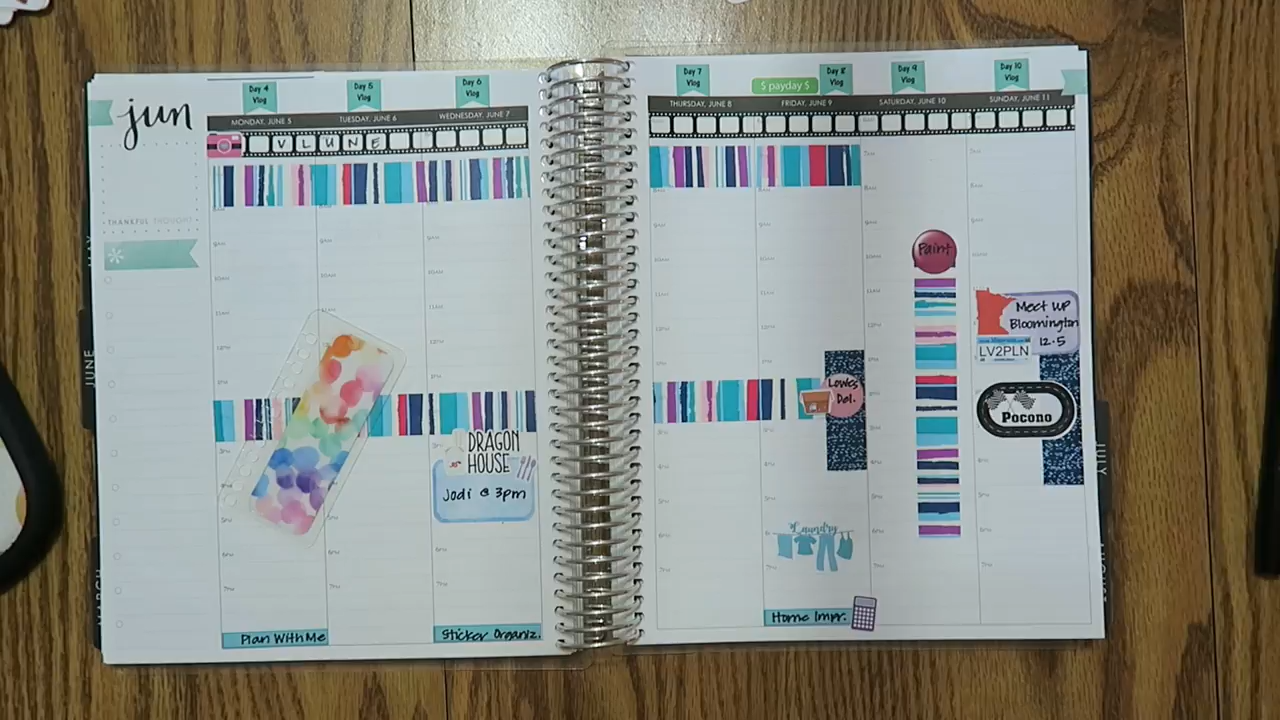 Day 4
Vlog
Day 5
Vlog
Day 6
Vlog
Day 7
Vlog
$ payday $
Day 8
Vlog
Day 9
Vlog
Day 10
Vlog
jun
MONDAY, JUNE 5
TUESDAY, JUNE 6
WEDNESDAY, JUNE 7
THURSDAY, JUNE 8
FRIDAY, JUNE 9
SATURDAY, JUNE 10
SUNDAY, JUNE 11
VLUNE
THANKFUL THOUGHT
Paint
Meet up
Bloomington
12-5
LV2PLN
Lowes
Del.
Pocono
DRAGON
HOUSE
Jodi @ 3pm
Laundry
Plan With Me
Sticker Organiz.
Home Impr.
JUNE
JULY
MARCH